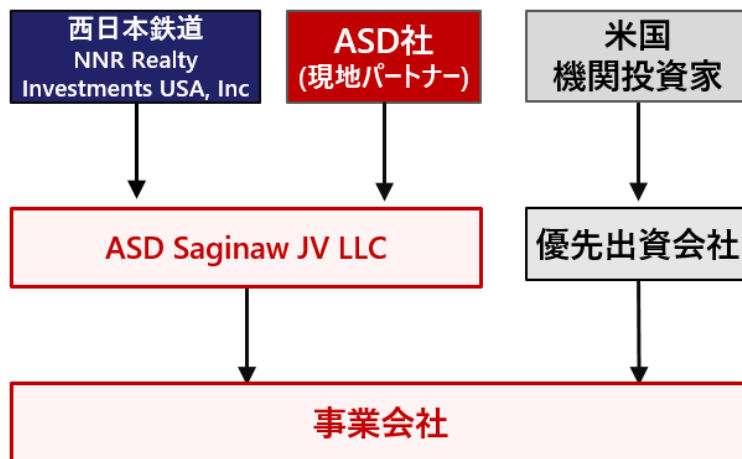 西日本鉄道
NNR Realty
Investments USA, Inc
ASD社
(現地パートナー)
米国
機関投資家
ASD Saginaw JV LLC
優先出資会社
事業会社